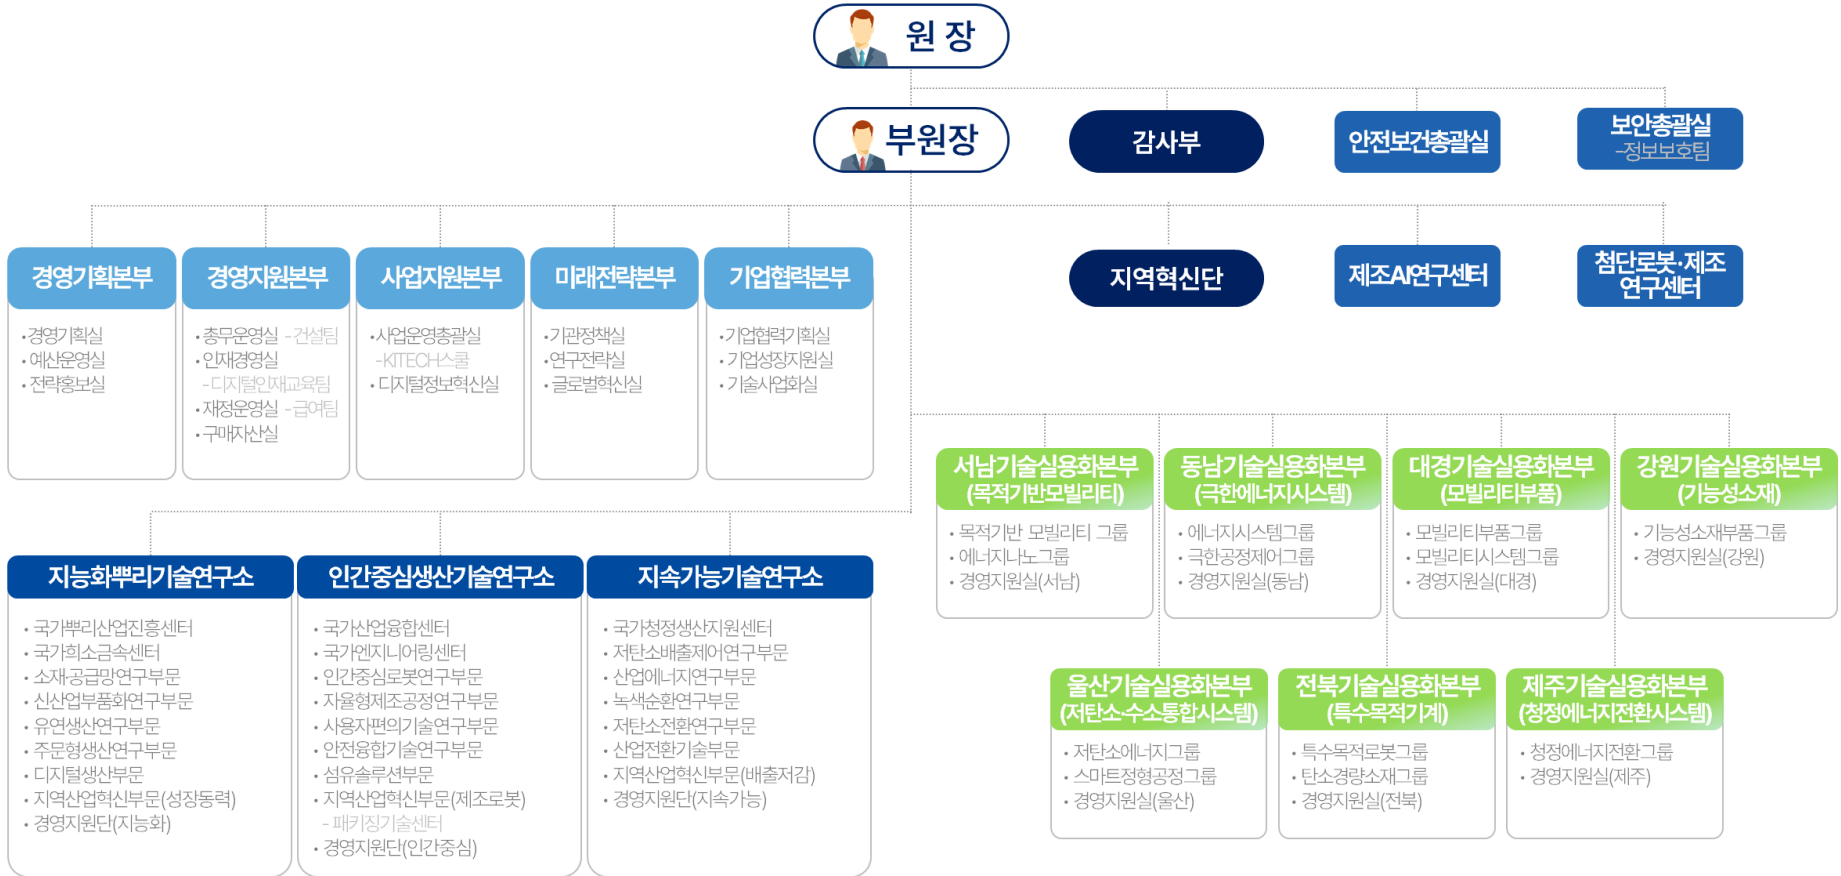 원 장
부원장
감사부
안전보건총괄실
보안총괄실
-정보보호팀
경영기획본부
• 경영기획실
• 예산운영실
• 전략홍보실
경영지원본부
• 총무운영실 - 건설팀
• 인재경영실
- 디지털인재교육팀
• 재정운영실 - 급여팀
• 구매자산실
사업지원본부
• 사업운영총괄실
-KITECH스쿨
• 디지털정보혁신실
미래전략본부
• 기관정책실
• 연구전략실
• 글로벌혁신실
기업협력본부
• 기업협력기획실
• 기업성장지원실
• 기술사업화실
지역혁신단
제조AI연구센터
첨단로봇·제조
연구센터
서남기술실용화본부
(목적기반모빌리티)
• 목적기반 모빌리티 그룹
• 에너지나노그룹
• 경영지원실(서남)
동남기술실용화본부
(극한에너지시스템)
• 에너지시스템그룹
• 극한공정제어그룹
• 경영지원실(동남)
대경기술실용화본부
(모빌리티부품)
• 모빌리티부품그룹
• 모빌리티시스템그룹
• 경영지원실(대경)
강원기술실용화본부
(기능성소재)
• 기능성소재부품그룹
• 경영지원실(강원)
지능화뿌리기술연구소
• 국가뿌리산업진흥센터
• 국가희소금속센터
• 소재·공급망연구부문
• 신산업부품화연구부문
• 유연생산연구부문
• 주문형생산연구부문
• 디지털생산부문
• 지역산업혁신부문(성장동력)
• 경영지원단(지능화)
인간중심생산기술연구소
• 국가산업융합센터
• 국가엔지니어링센터
• 인간중심로봇연구부문
• 자율형제조공정연구부문
• 사용자편의기술연구부문
• 안전융합기술연구부문
• 섬유솔루션부문
• 지역산업혁신부문(제조로봇)
- 패키징기술센터
• 경영지원단(인간중심)
지속가능기술연구소
• 국가청정생산지원센터
• 저탄소배출제어연구부문
• 산업에너지연구부문
• 녹색순환연구부문
• 저탄소전환연구부문
• 산업전환기술부문
• 지역산업혁신부문(배출저감)
• 경영지원단(지속가능)
울산기술실용화본부
(저탄소·수소통합시스템)
• 저탄소에너지그룹
• 스마트정형공정그룹
• 경영지원실(울산)
전북기술실용화본부
(특수목적기계)
• 특수목적로봇그룹
• 탄소경량소재그룹
• 경영지원실(전북)
제주기술실용화본부
(청정에너지전환시스템)
• 청정에너지전환그룹
• 경영지원실(제주)